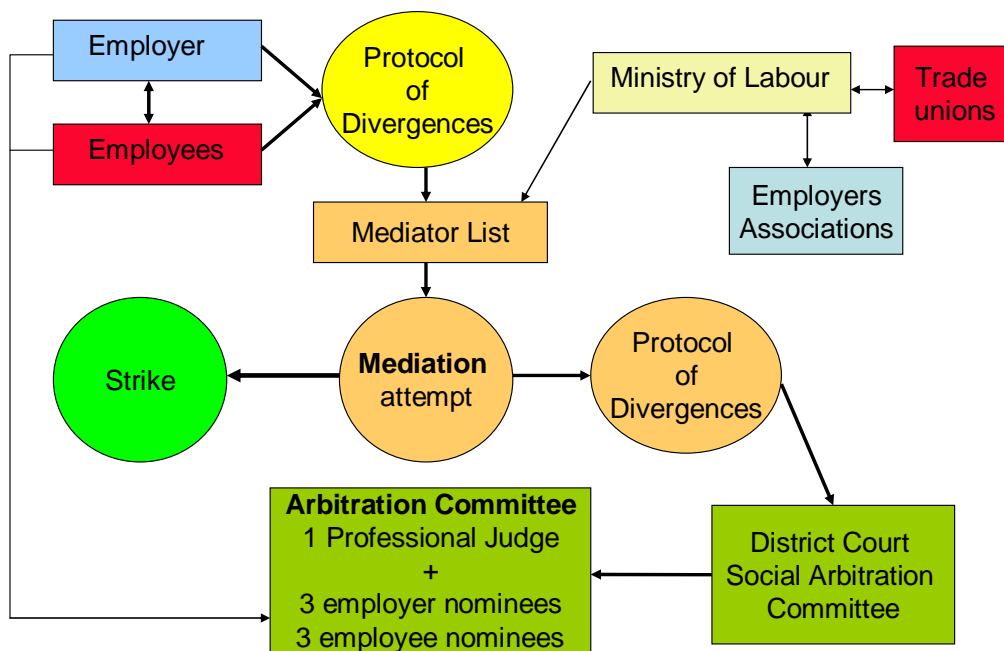 Employer
Employees
Protocol
of
Divergences
Ministry of Labour
Trade
unions
Employers
Associations
Mediator List
Strike
Mediation
attempt
Protocol
of
Divergences
Arbitration Committee
1 Professional Judge
+
3 employer nominees
3 employee nominees
District Court
Social Arbitration
Committee